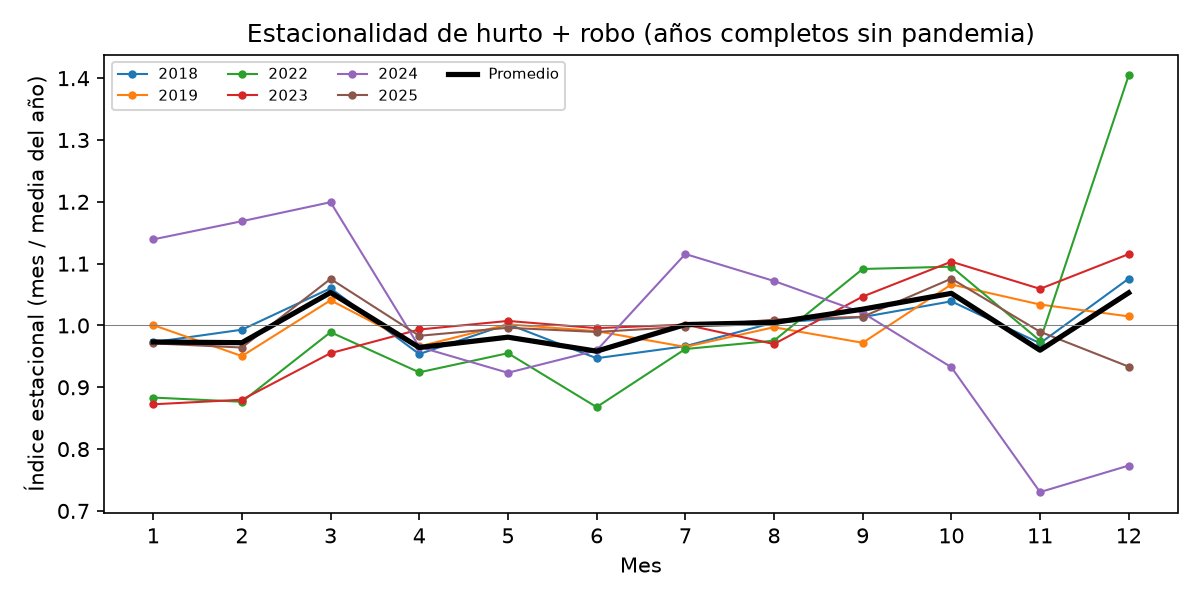 Estacionalidad de hurto + robo (años completos sin pandemia)
2018 2022 2024 Promedio
2019 2023 2025
Índice estacional (mes / media del año)
1.4
1.3
1.2
1.1
1.0
0.9
0.8
0.7
1 2 3 4 5 6 7 8 9 10 11 12
Mes